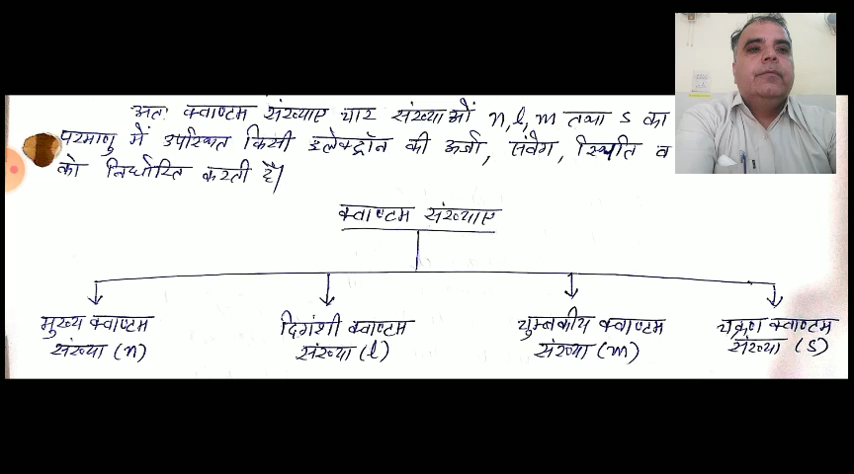 अतः क्वाण्टम संख्याए चार संख्याओं n, l, m तथा s का
परमाणु में उपस्थित किसी इलेक्ट्रॉन की ऊर्जा, संवेग, स्थिति व
को निर्धारित करती हैं।
क्वाण्टम संख्याए
मुख्य क्वाण्टम
संख्या (n)
दिगंशी क्वाण्टम
संख्या (l)
चुम्बकीय क्वाण्टम
संख्या (m)
चक्रण क्वाण्टम
संख्या (s)